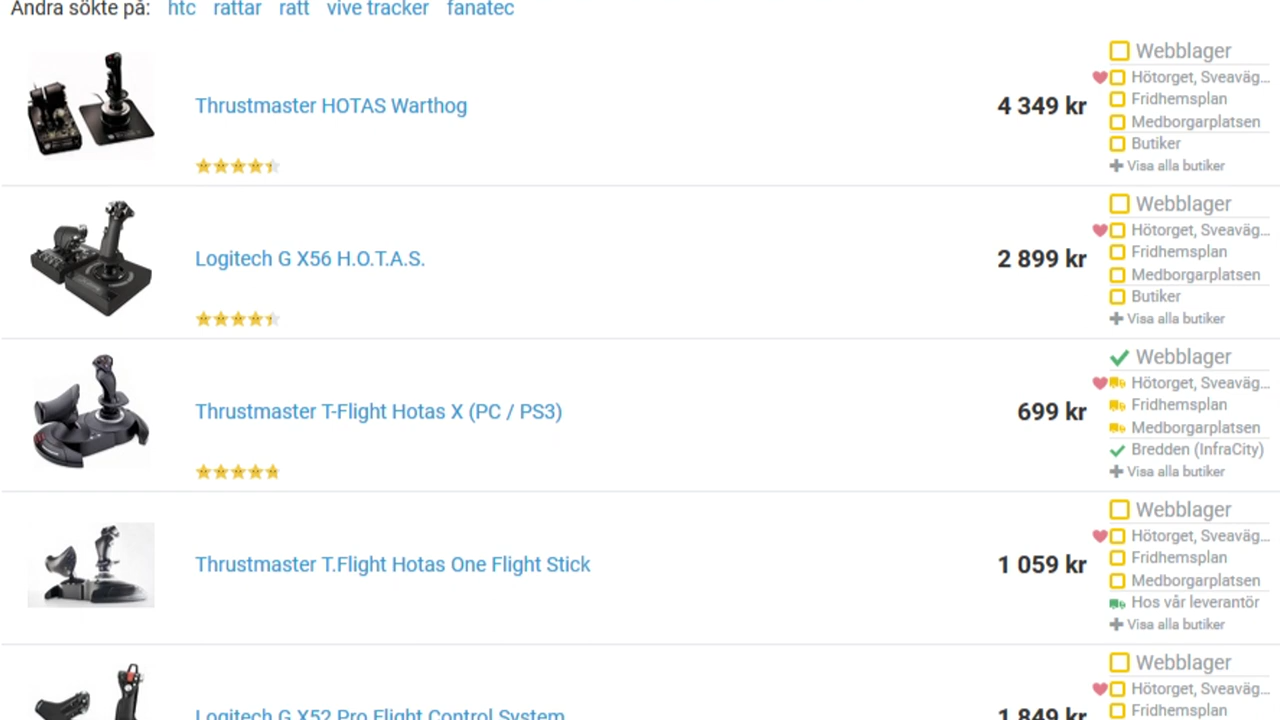 Andra sökte på: htc rattar ratt vive tracker fanatec
Thrustmaster HOTAS Warthog
4 349 kr
Webblager
Hötorget, Sveaväg...
Fridhemsplan
Medborgarplatsen
Butiker
Visa alla butiker
Logitech G X56 H.O.T.A.S.
2 899 kr
Webblager
Hötorget, Sveaväg...
Fridhemsplan
Medborgarplatsen
Butiker
Visa alla butiker
Thrustmaster T-Flight Hotas X (PC / PS3)
699 kr
Webblager
Hötorget, Sveaväg...
Fridhemsplan
Medborgarplatsen
Bredden (InfraCity)
Visa alla butiker
Thrustmaster T.Flight Hotas One Flight Stick
1 059 kr
Webblager
Hötorget, Sveaväg...
Fridhemsplan
Medborgarplatsen
Hos vår leverantör
Visa alla butiker
Logitech G X52 Pro Flight Control System
1 849 kr
Webblager
Hötorget, Sveaväg...
Fridhemsplan